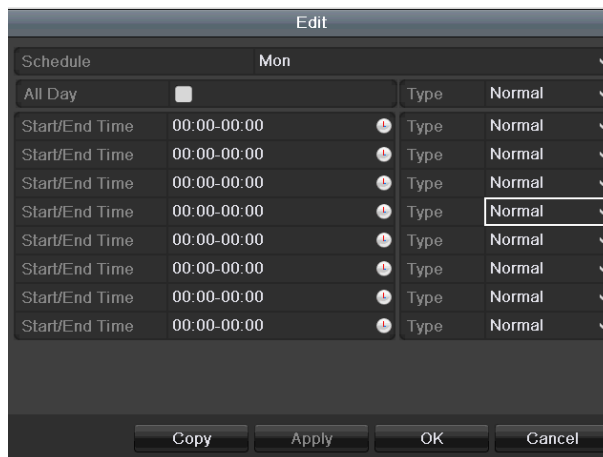 Edit
Schedule Mon
All Day Type Normal
Start/End Time 00:00-00:00 Type Normal
Start/End Time 00:00-00:00 Type Normal
Start/End Time 00:00-00:00 Type Normal
Start/End Time 00:00-00:00 Type Normal
Start/End Time 00:00-00:00 Type Normal
Start/End Time 00:00-00:00 Type Normal
Start/End Time 00:00-00:00 Type Normal
Start/End Time 00:00-00:00 Type Normal
Copy Apply OK Cancel